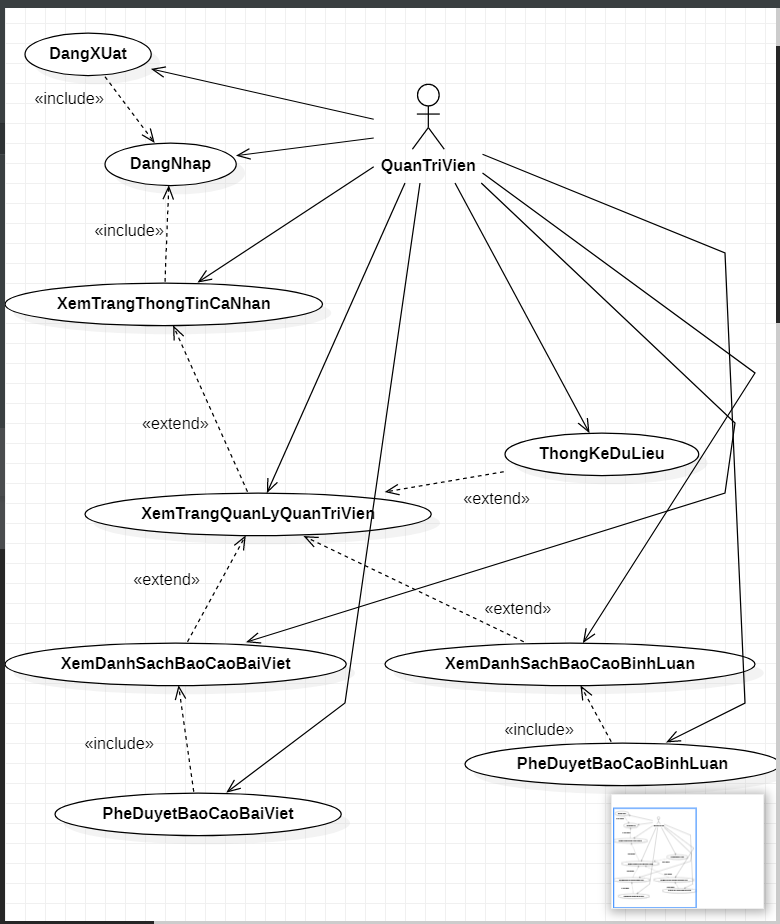 DangXUat
«include»
DangNhap
QuanTriVien
«include»
XemTrangThongTinCaNhan
«extend»
ThongKeDuLieu
«extend»
XemTrangQuanLyQuanTriVien
«extend»
«extend»
XemDanhSachBaoCaoBaiViet
XemDanhSachBaoCaoBinhLuan
«include»
«include»
PheDuyetBaoCaoBinhLuan
PheDuyetBaoCaoBaiViet